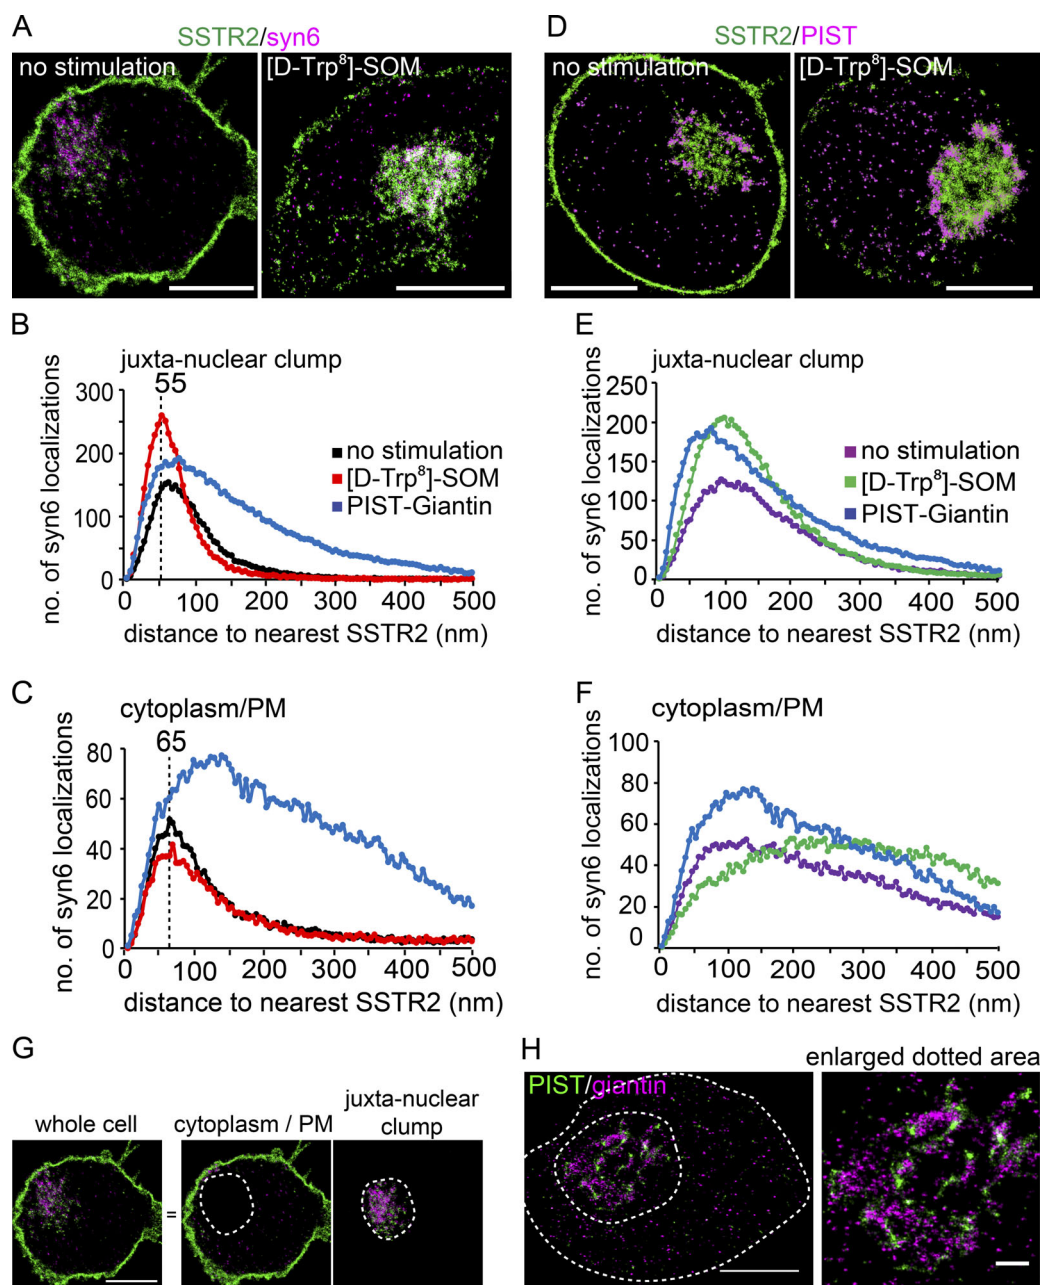 A
SSTR2/syn6
no stimulation
[D-Trp⁸]-SOM
D
SSTR2/PIST
no stimulation
[D-Trp⁸]-SOM
B
juxta-nuclear clump
55
no. of syn6 localizations
300
200
100
0
0 100 200 300 400 500
distance to nearest SSTR2 (nm)
no stimulation
[D-Trp⁸]-SOM
PIST-Giantin
E
juxta-nuclear clump
no. of syn6 localizations
250
200
150
100
50
0
0 100 200 300 400 500
distance to nearest SSTR2 (nm)
no stimulation
[D-Trp⁸]-SOM
PIST-Giantin
C
cytoplasm/PM
65
no. of syn6 localizations
80
60
40
20
0
0 100 200 300 400 500
distance to nearest SSTR2 (nm)
F
cytoplasm/PM
no. of syn6 localizations
100
80
60
40
20
0
0 100 200 300 400 500
distance to nearest SSTR2 (nm)
G
whole cell
=
cytoplasm / PM
juxta-nuclear
clump
H
PIST/giantin
enlarged dotted area